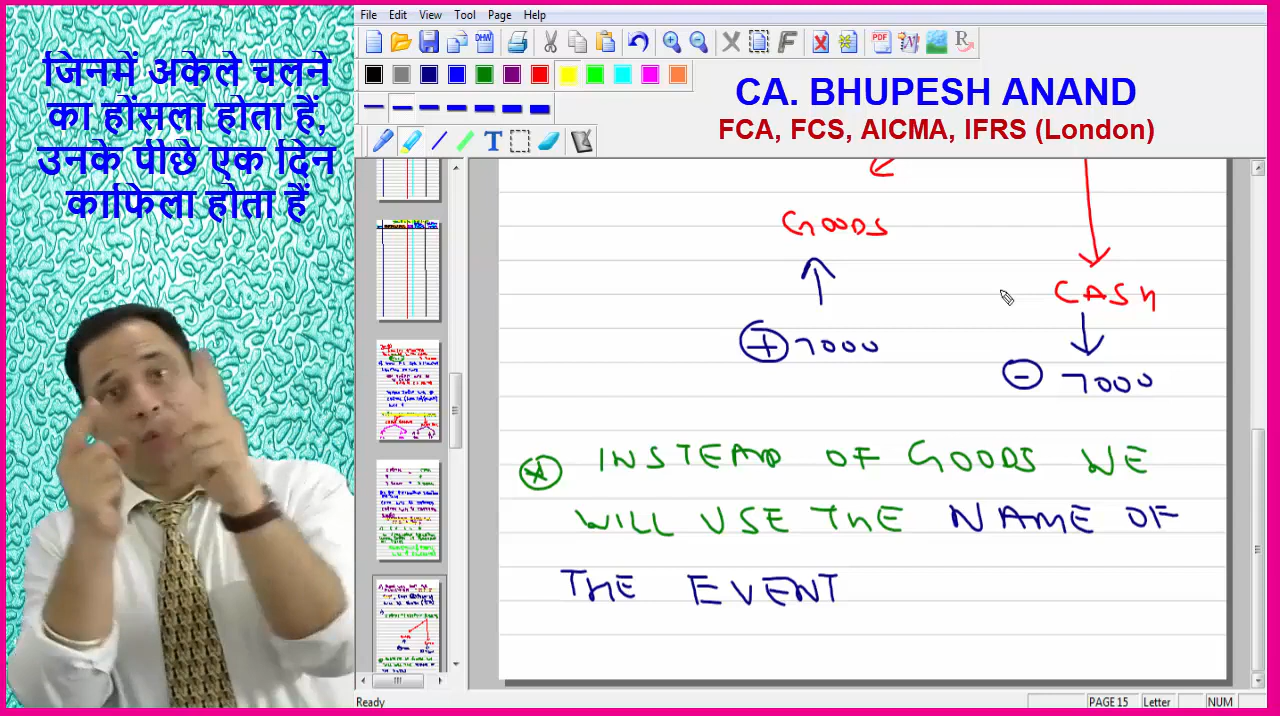 जिनमें अकेले चलने
का होंसला होता हैं,
उनके पीछे एक दिन
काफिला होता हैं
File Edit View Tool Page Help
DHW
PDF
CA. BHUPESH ANAND
FCA, FCS, AICMA, IFRS (London)
GOODS
CASH
+ 7000
- 7000
INSTEAD OF GOODS WE
WILL USE THE NAME OF
THE EVENT
Ready
PAGE 15 Letter NUM